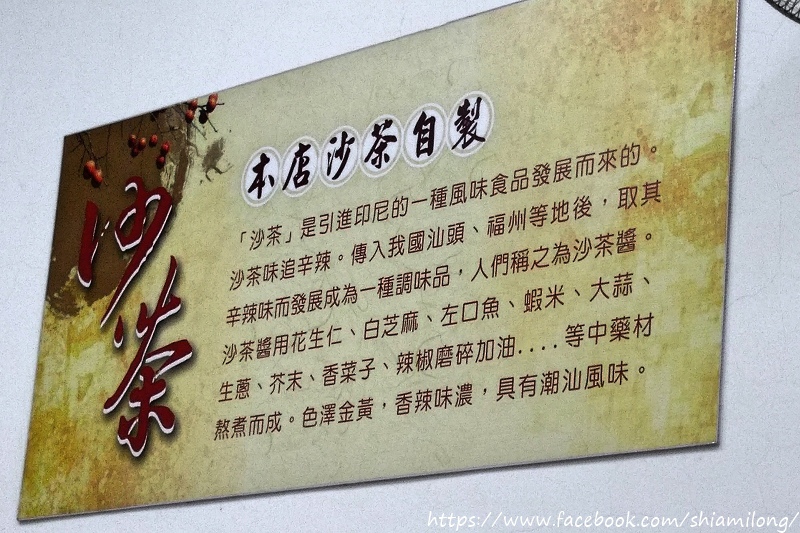 沙茶
本店沙茶自製
「沙茶」是引進印尼的一種風味食品發展而來的。
沙茶味追辛辣。傳入我國汕頭、福州等地後，取其
辛辣味而發展成為一種調味品，人們稱之為沙茶醬。
沙茶醬用花生仁、白芝麻、左口魚、蝦米、大蒜、
生蔥、芥末、香菜子、辣椒磨碎加油....等中藥材
熬煮而成。色澤金黃，香辣味濃，具有潮汕風味。
https://www.facebook.com/shiamilong/